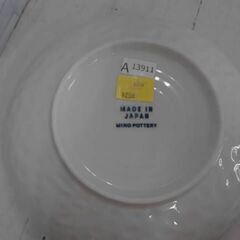 A 13911
MADE IN
JAPAN
MINO POTTERY